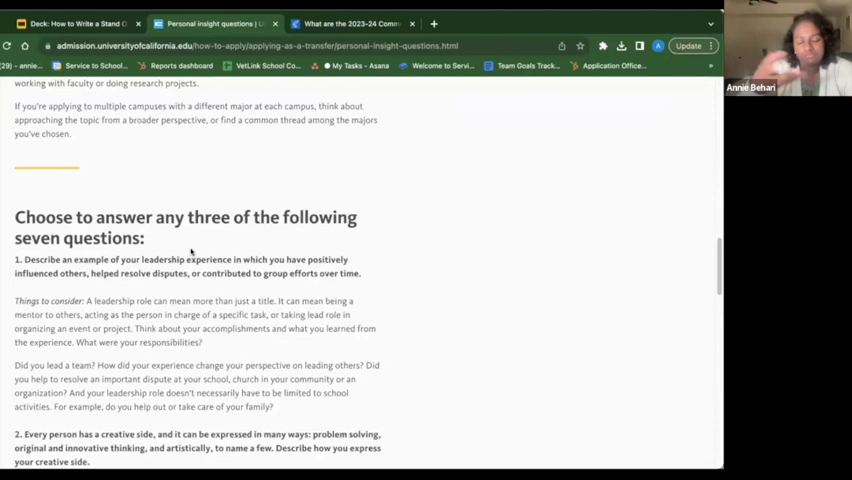 Deck: How to Write a Stand O
Personal insight questions | U
What are the 2023-24 Comm
admission.universityofcalifornia.edu/how-to-apply/applying-as-a-transfer/personal-insight-questions.html
A
Update
(29) - annie...
Service to School...
Reports dashboard
VetLink School Co...
My Tasks - Asana
Welcome to Servi...
Team Goals Track...
Application Office...
Annie Behari
working with faculty or doing research projects.
If you're applying to multiple campuses with a different major at each campus, think about
approaching the topic from a broader perspective, or find a common thread among the majors
you've chosen.
Choose to answer any three of the following
seven questions:
1. Describe an example of your leadership experience in which you have positively
influenced others, helped resolve disputes, or contributed to group efforts over time.
Things to consider: A leadership role can mean more than just a title. It can mean being a
mentor to others, acting as the person in charge of a specific task, or taking lead role in
organizing an event or project. Think about your accomplishments and what you learned from
the experience. What were your responsibilities?
Did you lead a team? How did your experience change your perspective on leading others? Did
you help to resolve an important dispute at your school, church in your community or an
organization? And your leadership role doesn't necessarily have to be limited to school
activities. For example, do you help out or take care of your family?
2. Every person has a creative side, and it can be expressed in many ways: problem solving,
original and innovative thinking, and artistically, to name a few. Describe how you express
your creative side.